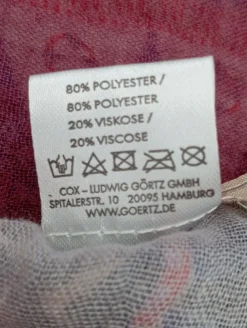 80% POLYESTER /
80% POLYESTER
20% VISKOSE /
20% VISCOSE
COX – LUDWIG GÖRTZ GMBH
SPITALERSTR. 10 20095 HAMBURG
WWW.GOERTZ.DE